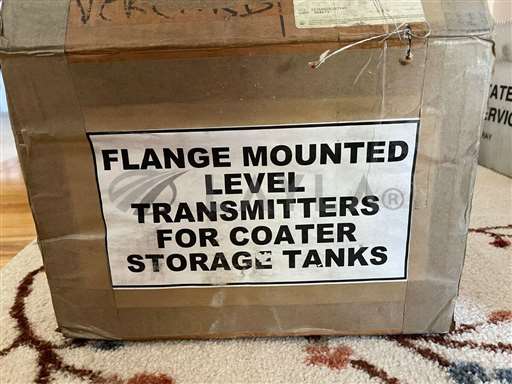 FLANGE MOUNTED
LEVEL
TRANSMITTERS
FOR COATER
STORAGE TANKS